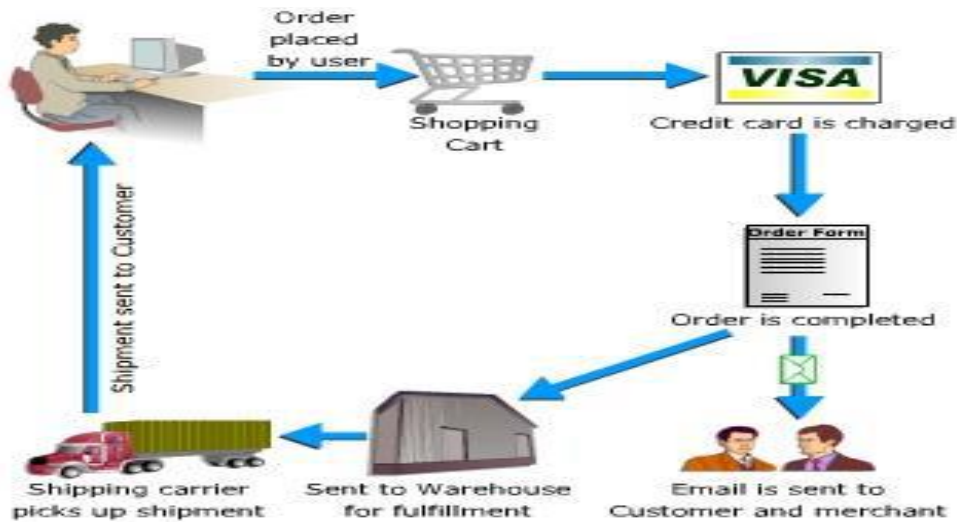 Order
placed
by user
Shopping
Cart
VISA
Credit card is charged
Order Form
Order is completed
Email is sent to
Customer and merchant
Sent to Warehouse
for fulfillment
Shipping carrier
picks up shipment
Shipment sent to Customer